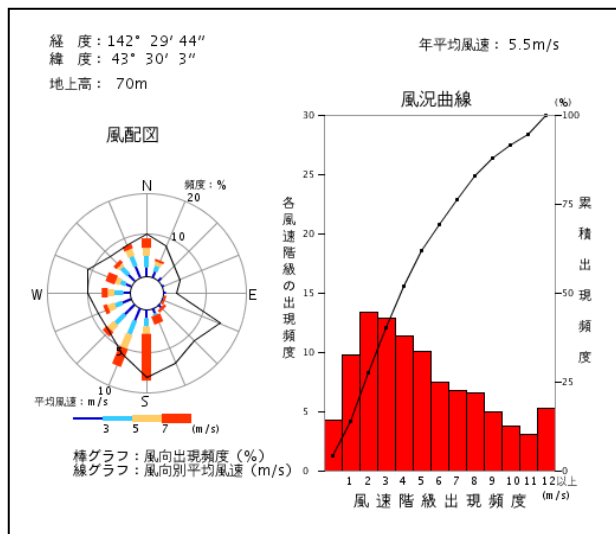 経　度：142° 29′ 44″
緯　度：43° 30′ 3″
地上高： 70m
年平均風速： 5.5m/s
風配図
N
頻度：%
20
10
W
E
5
10
S
平均風速：m/s
3 5 7 (m/s)
棒グラフ：風向出現頻度（%）
線グラフ：風向別平均風速（m/s）
風況曲線
(%)
各風速階級の出現頻度
30
25
20
15
10
5
0
100
75
50
25
0
累積出現頻度
1 2 3 4 5 6 7 8 9 10 11 12以上
(m/s)
風速階級出現頻度